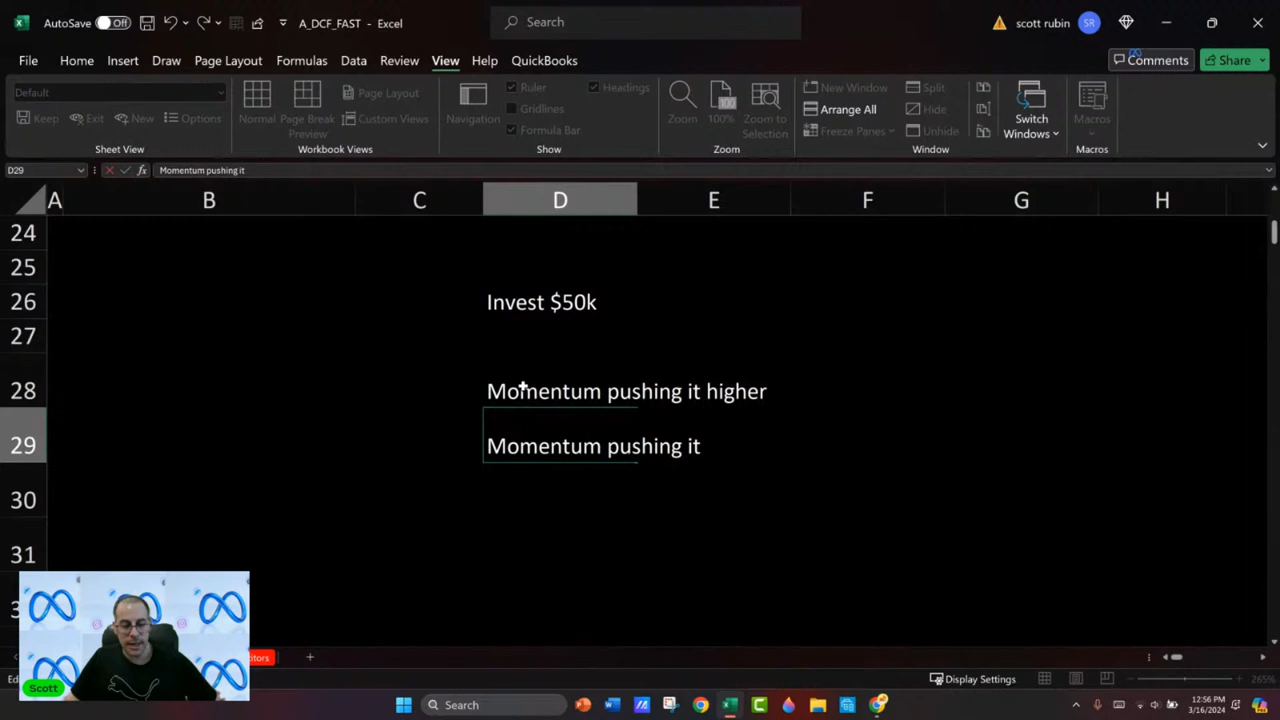 AutoSave Off A_DCF_FAST - Excel Search scott rubin SR
File Home Insert Draw Page Layout Formulas Data Review View Help QuickBooks Comments Share
Default
Keep Exit New Options
Sheet View
Normal
Page Break Preview
Page Layout
Custom Views
Workbook Views
Navigation
Ruler
Gridlines
Formula Bar
Headings
Show
Zoom
100%
Zoom to Selection
Zoom
New Window
Arrange All
Freeze Panes
Split
Hide
Unhide
Switch Windows
Window
Macros
Macros
D29 fx Momentum pushing it
A B C D E F G H
24
25
26 Invest $50k
27
28 Momentum pushing it higher
29 Momentum pushing it
30
31
Scott
Display Settings 265%
Search
12:56 PM
3/16/2024